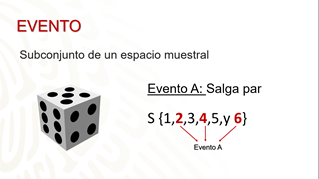 EVENTO
Subconjunto de un espacio muestral
Evento A: Salga par
S {1,2,3,4,5,y 6}
Evento A